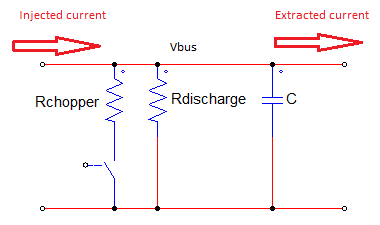 Injected current
Extracted current
Vbus
Rchopper
Rdischarge
C